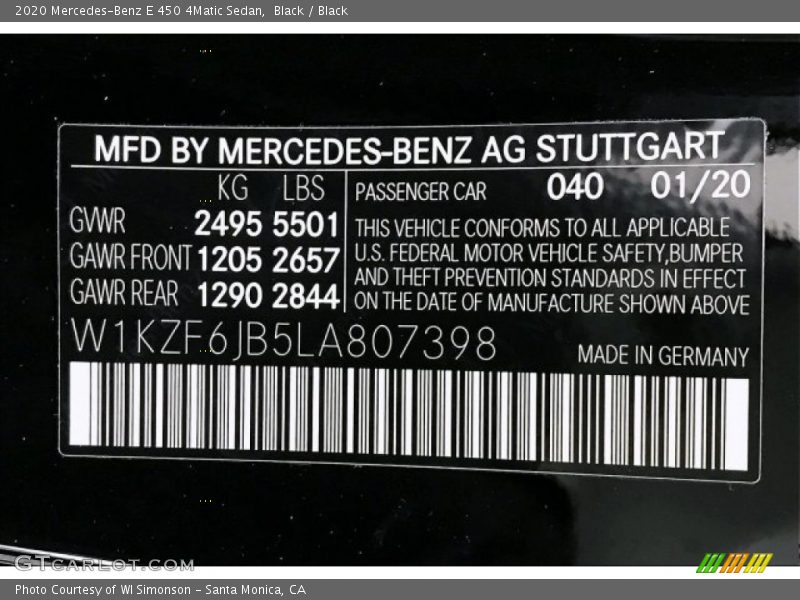 2020 Mercedes-Benz E 450 4Matic Sedan, Black / Black
MFD BY MERCEDES-BENZ AG STUTTGART
KG LBS
GVWR 2495 5501
GAWR FRONT 1205 2657
GAWR REAR 1290 2844
PASSENGER CAR 040 01/20
THIS VEHICLE CONFORMS TO ALL APPLICABLE
U.S. FEDERAL MOTOR VEHICLE SAFETY,BUMPER
AND THEFT PREVENTION STANDARDS IN EFFECT
ON THE DATE OF MANUFACTURE SHOWN ABOVE
W1KZF6JB5LA807398
MADE IN GERMANY
GTCARLOT.COM
Photo Courtesy of WI Simonson - Santa Monica, CA